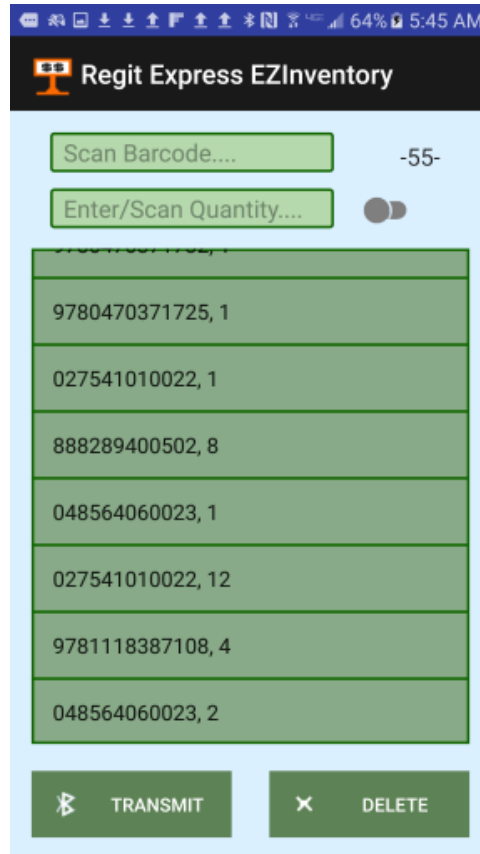 64% 5:45 AM
$$ Regit Express EZInventory
Scan Barcode....
-55-
Enter/Scan Quantity....
9780470371725, 1
027541010022, 1
888289400502, 8
048564060023, 1
027541010022, 12
9781118387108, 4
048564060023, 2
TRANSMIT
DELETE